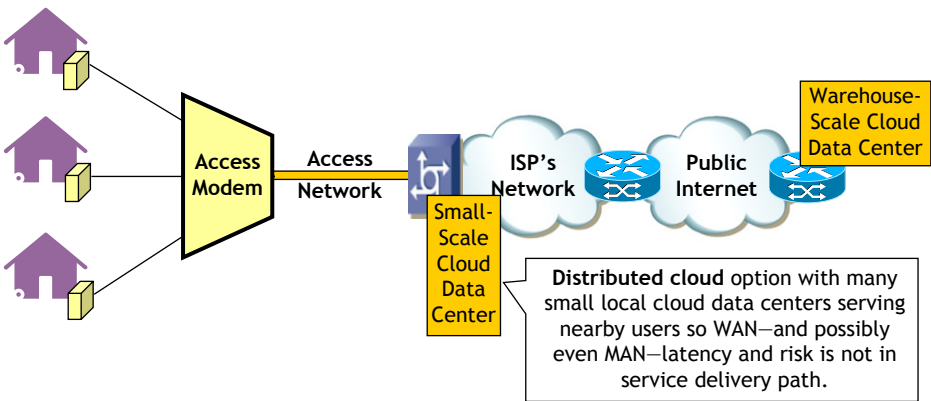 Access
Modem
Access
Network
ISP's
Network
Public
Internet
Warehouse-
Scale Cloud
Data Center
Small-
Scale
Cloud
Data
Center
Distributed cloud option with many
small local cloud data centers serving
nearby users so WAN—and possibly
even MAN—latency and risk is not in
service delivery path.